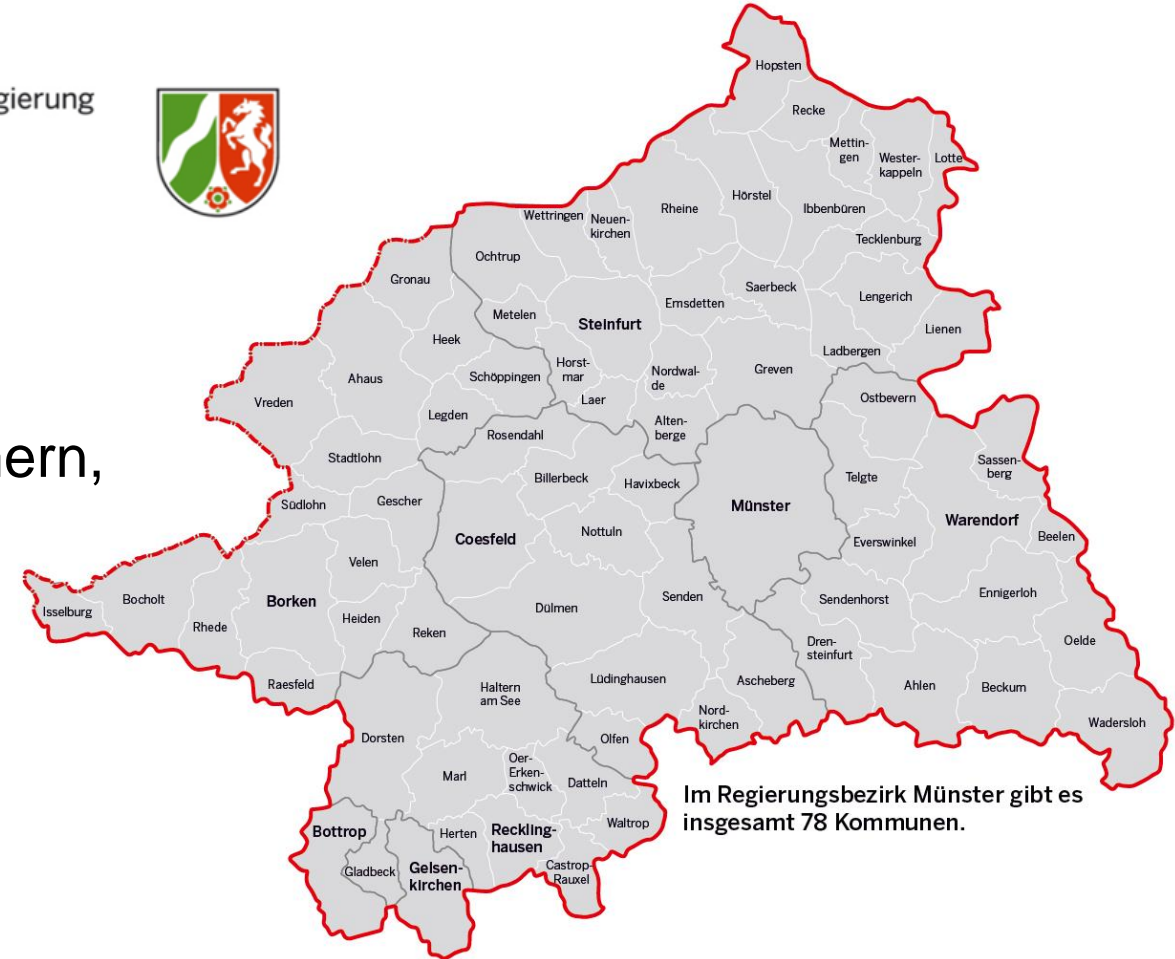 gierung
Hopsten
Recke
Mettin-
gen
Wester-
kappeln
Lotte
Wettringen
Neuen-
kirchen
Rheine
Hörstel
Ibbenbüren
Tecklenburg
Ochtrup
Gronau
Metelen
Steinfurt
Emsdetten
Saerbeck
Lengerich
Lienen
Heek
Ladbergen
Ahaus
Schöppingen
Horst-
mar
Nordwal-
de
Greven
Vreden
Legden
Laer
Ostbevern
Rosendahl
Alten-
berge
nern,
Stadtlohn
Billerbeck
Havixbeck
Telgte
Sassen-
berg
Südlohn
Gescher
Münster
Warendorf
Coesfeld
Nottuln
Everswinkel
Beelen
Velen
Isselburg
Bocholt
Borken
Dülmen
Senden
Sendenhorst
Ennigerloh
Rhede
Heiden
Reken
Dren-
steinfurt
Oelde
Raesfeld
Haltern
am See
Lüdinghausen
Ascheberg
Ahlen
Beckum
Nord-
kirchen
Wadersloh
Dorsten
Olfen
Marl
Oer-
Erken-
schwick
Datteln
Im Regierungsbezirk Münster gibt es
insgesamt 78 Kommunen.
Bottrop
Herten
Reckling-
hausen
Waltrop
Gladbeck
Gelsen-
kirchen
Castrop-
Rauxel